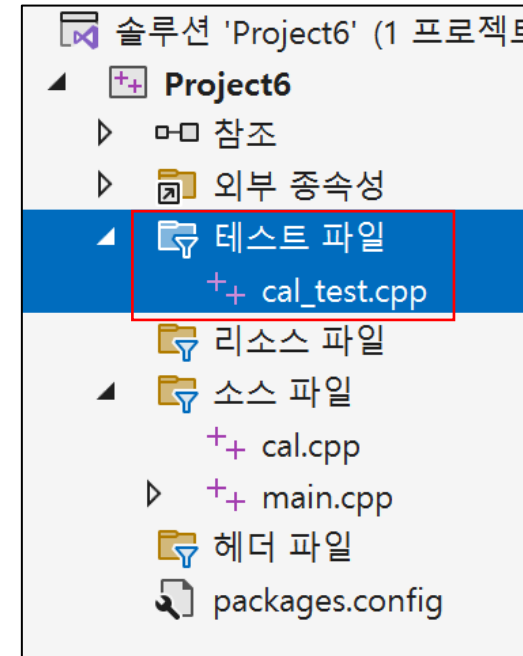 솔루션 'Project6' (1 프로젝트
Project6
참조
외부 종속성
테스트 파일
cal_test.cpp
리소스 파일
소스 파일
cal.cpp
main.cpp
헤더 파일
packages.config